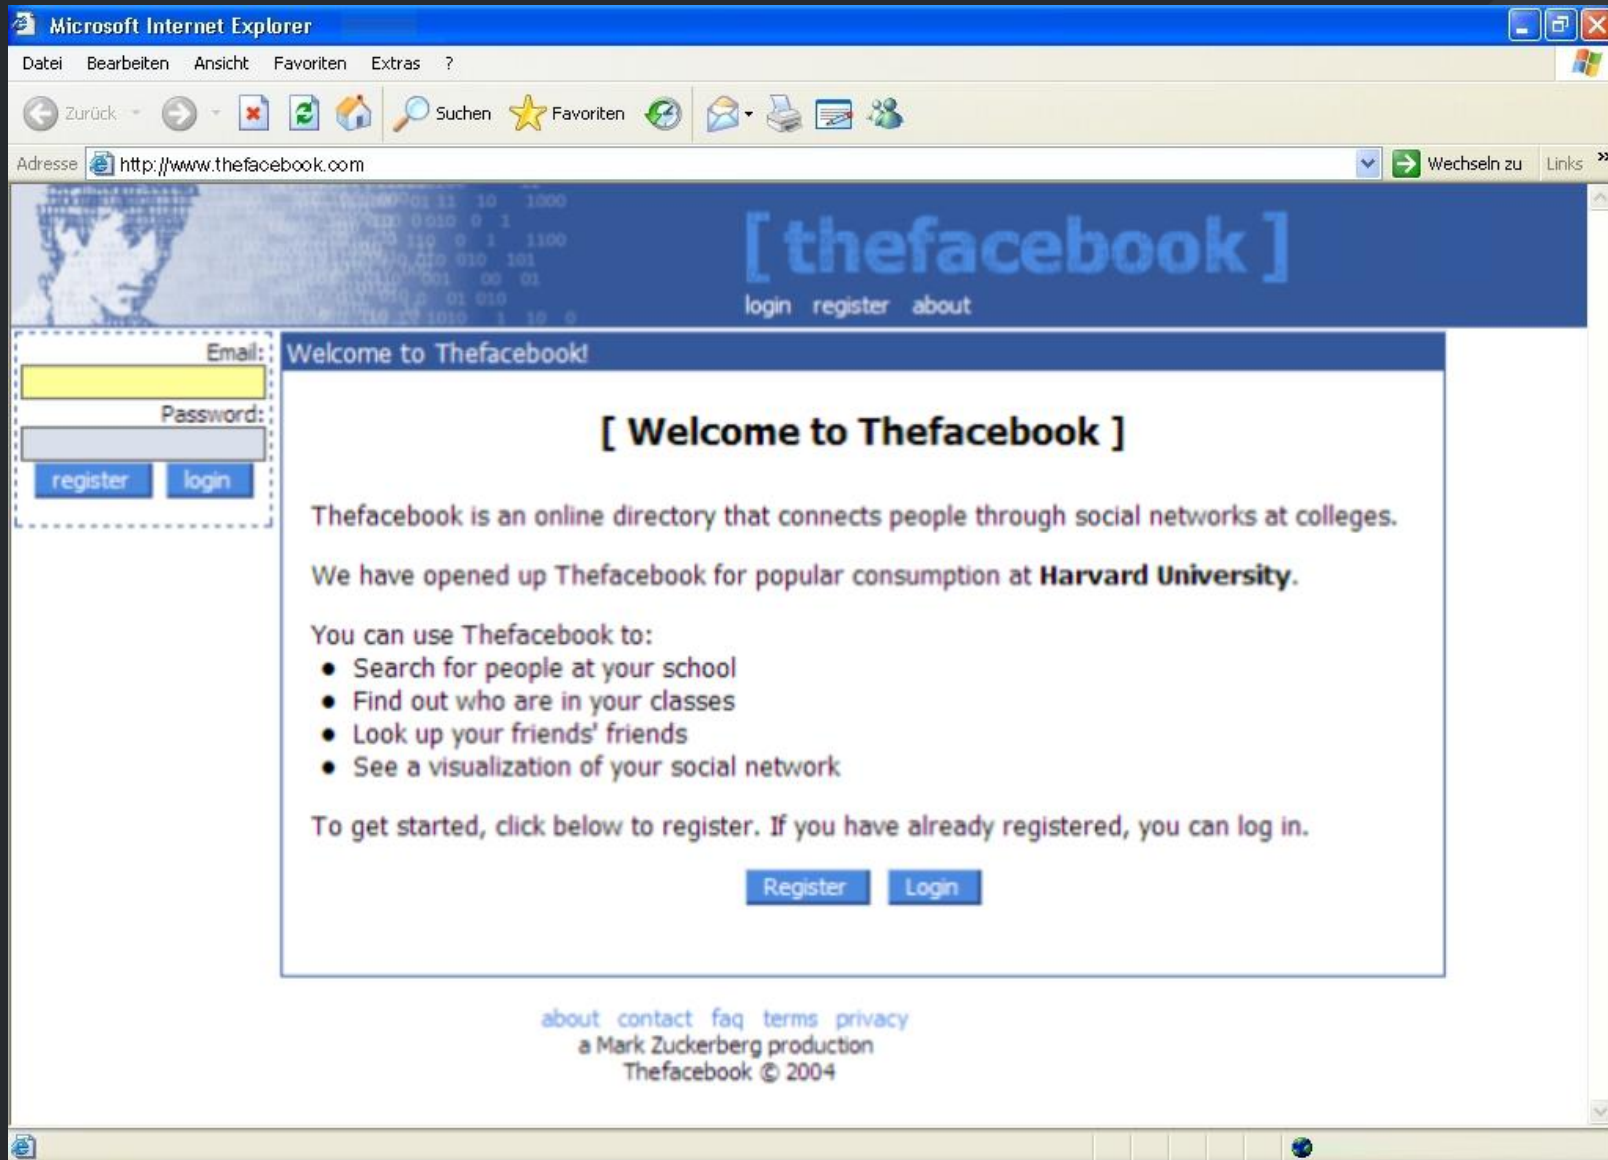 Microsoft Internet Explorer
Datei Bearbeiten Ansicht Favoriten Extras ?
Zurück Suchen Favoriten
Adresse http://www.thefacebook.com Wechseln zu Links »
[ thefacebook ]
login register about
Email:
Password:
register login
Welcome to Thefacebook!
[ Welcome to Thefacebook ]
Thefacebook is an online directory that connects people through social networks at colleges.
We have opened up Thefacebook for popular consumption at Harvard University.
You can use Thefacebook to:
• Search for people at your school
• Find out who are in your classes
• Look up your friends' friends
• See a visualization of your social network
To get started, click below to register. If you have already registered, you can log in.
Register Login
about contact faq terms privacy
a Mark Zuckerberg production
Thefacebook © 2004